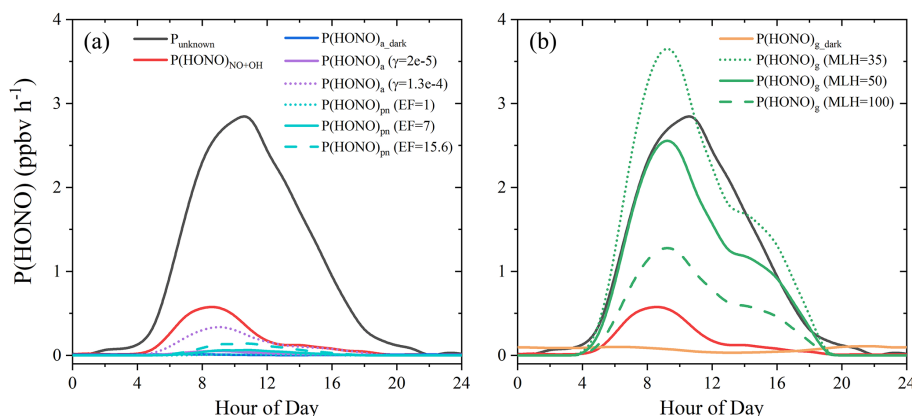 (a)
P_unknown
P(HONO)_NO+OH
P(HONO)_a_dark
P(HONO)_a (γ=2e-5)
P(HONO)_a (γ=1.3e-4)
P(HONO)_pn (EF=1)
P(HONO)_pn (EF=7)
P(HONO)_pn (EF=15.6)
P(HONO) (ppbv h⁻¹)
4
3
2
1
0
0 4 8 12 16 20 24
Hour of Day
(b)
P(HONO)_g_dark
P(HONO)_g (MLH=35)
P(HONO)_g (MLH=50)
P(HONO)_g (MLH=100)
4
3
2
1
0
0 4 8 12 16 20 24
Hour of Day